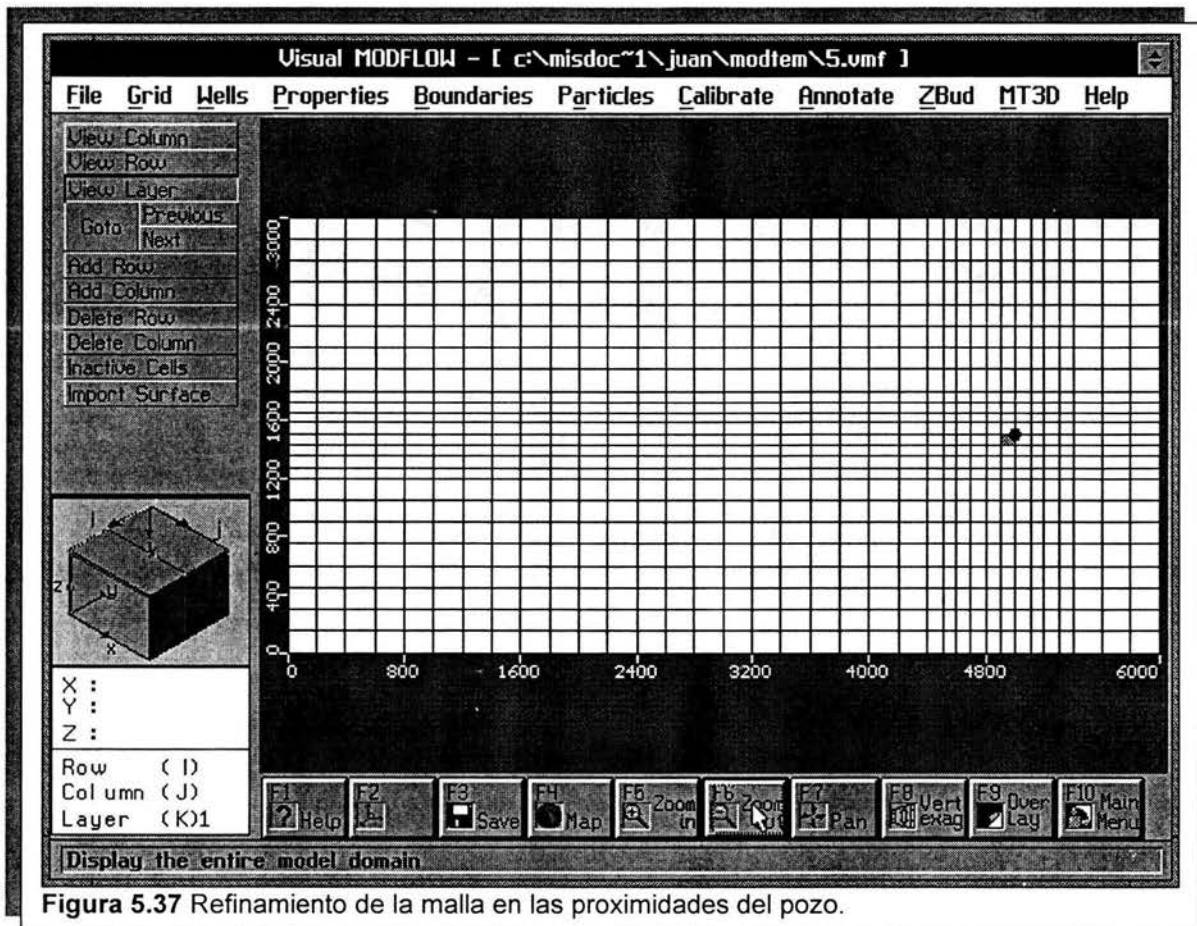 Visual MODFLOW - [ c:\misdoc~1\juan\modtem\5.vmf ]
File Grid Wells Properties Boundaries Particles Calibrate Annotate ZBud MT3D Help
View Column
View Row
View Layer
Goto Previous
Next
Add Row
Add Column
Delete Row
Delete Column
Inactive Cells
Import Surface
3000
2400
2000
1600
1200
800
400
0
0 800 1600 2400 3200 4000 4800 6000
Z
X
J
X :
Y :
Z :
Row ( I)
Column (J)
Layer (K)1
F1 ? Help
F2
F3 Save
F4 Map
F5 Zoom in
F6 Zoom
F7 Pan
F8 Vert exag
F9 Over Lay
F10 Main Menu
Display the entire model domain
Figura 5.37 Refinamiento de la malla en las proximidades del pozo.